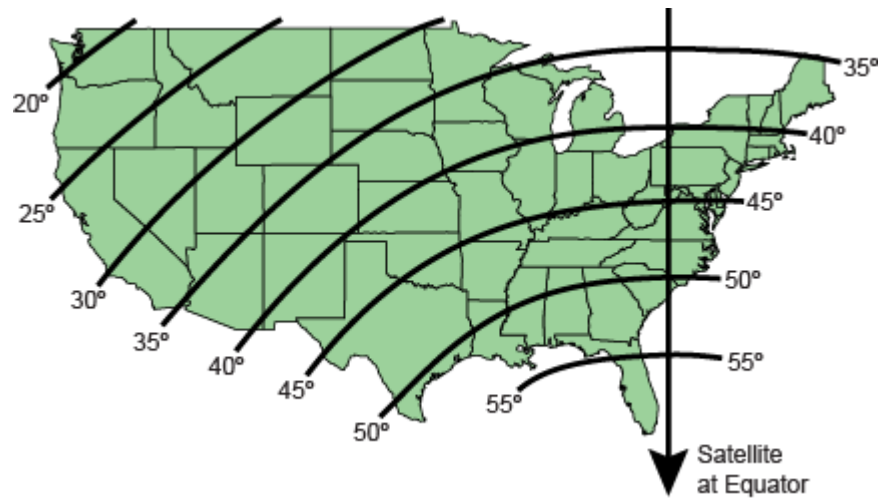 35º
20º
40º
25º
45º
30º
50º
35º
40º
55º
45º
55º
50º
Satellite
at Equator